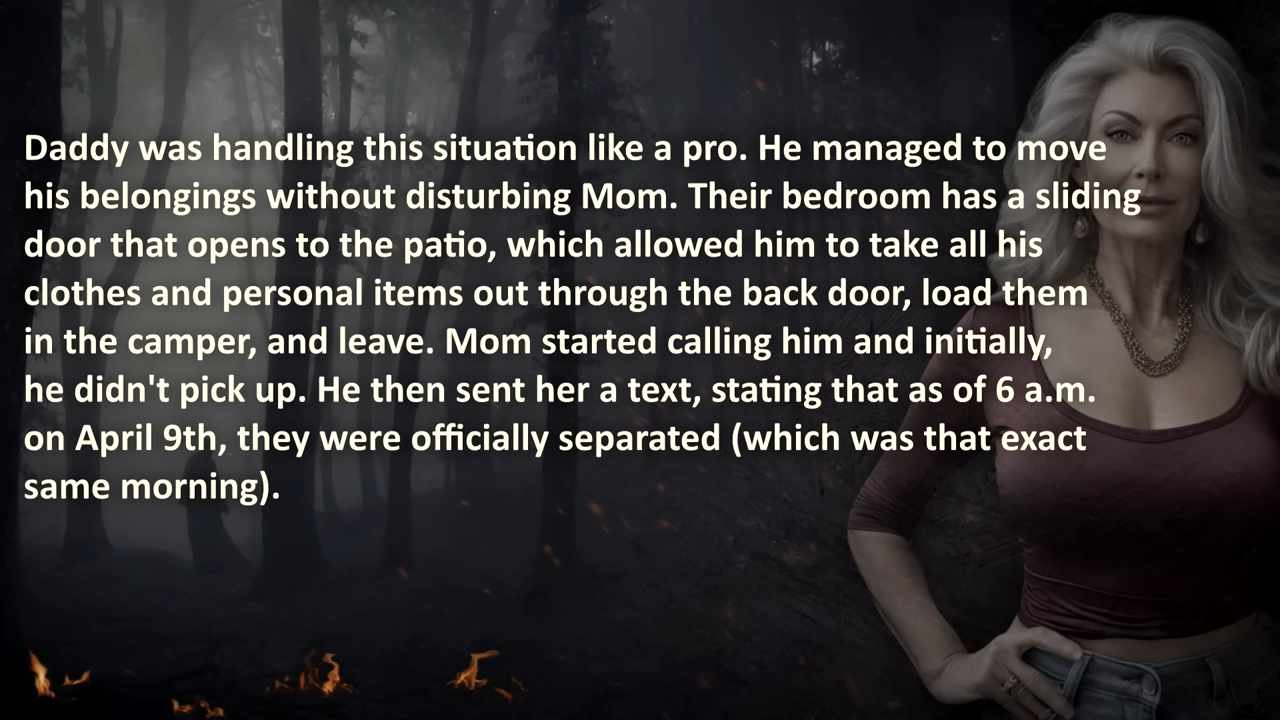 Daddy was handling this situation like a pro. He managed to move
his belongings without disturbing Mom. Their bedroom has a sliding
door that opens to the patio, which allowed him to take all his
clothes and personal items out through the back door, load them
in the camper, and leave. Mom started calling him and initially,
he didn't pick up. He then sent her a text, stating that as of 6 a.m.
on April 9th, they were officially separated (which was that exact
same morning).